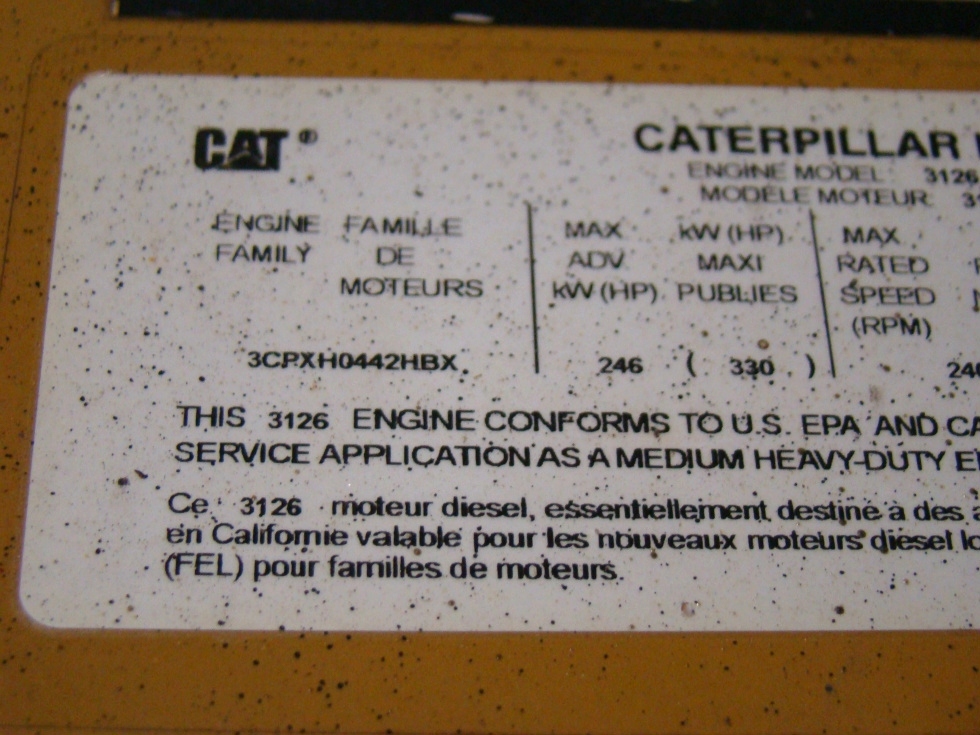 CAT®
CATERPILLAR
ENGINE MODEL 3126
MODÈLE MOTEUR
ENGINE FAMILY
FAMILLE DE MOTEURS
MAX ADV kW (HP)
kW (HP) MAXI PUBLIES
MAX RATED SPEED (RPM)
3CPXH0442HBX
246 ( 330 )
THIS 3126 ENGINE CONFORMS TO U.S. EPA AND
SERVICE APPLICATION AS A MEDIUM HEAVY-DUTY
Ce 3126 moteur diesel, essentiellement destiné à des
en Californie valable pour les nouveaux moteurs diesel
(FEL) pour familles de moteurs.